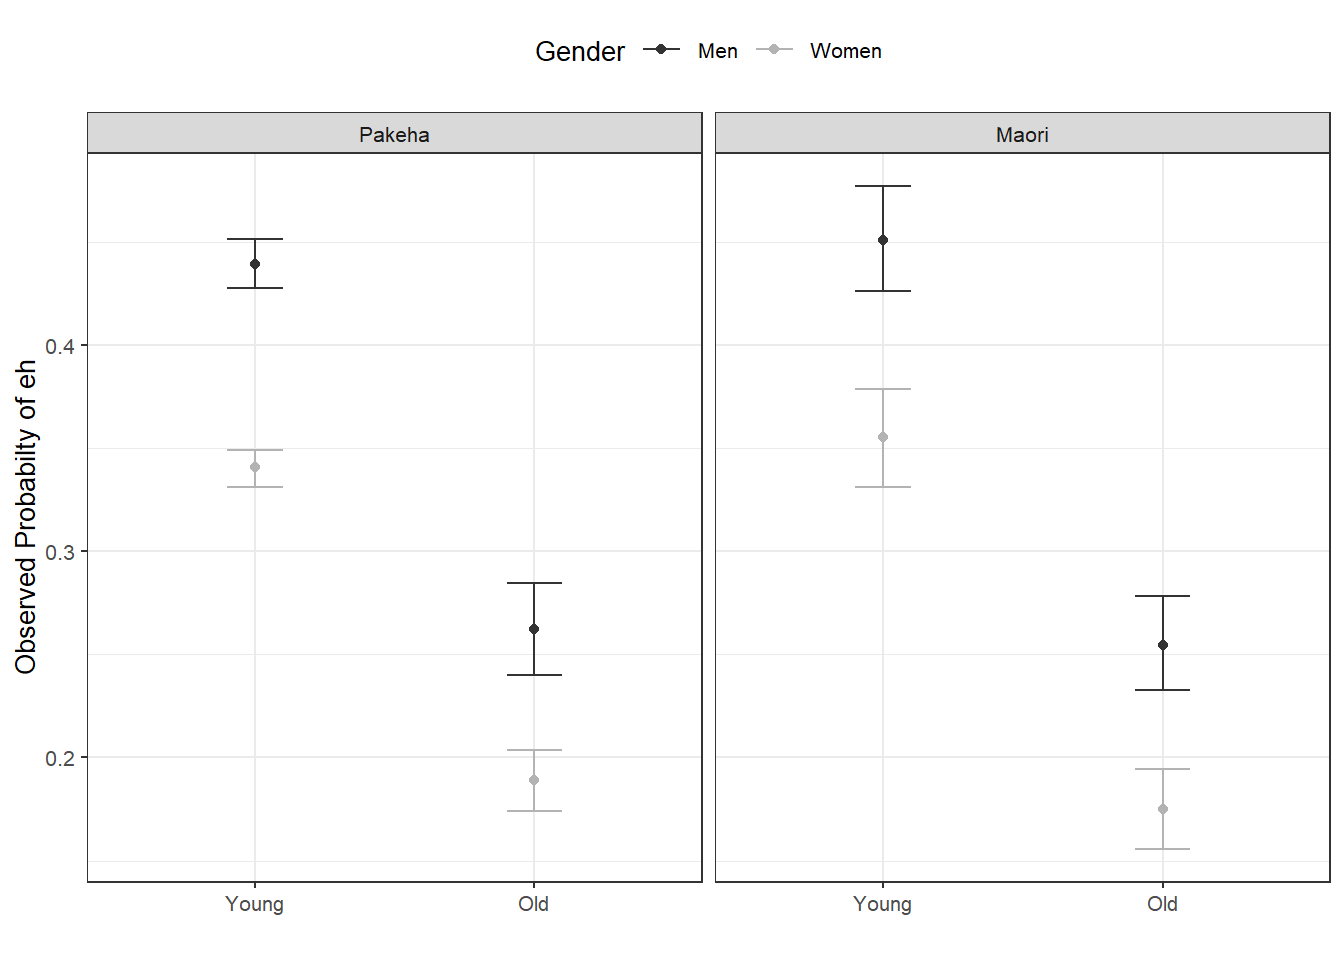 Gender Men Women
Pakeha Maori
Observed Probabilty of eh
0.4
0.3
0.2
Young Old Young Old